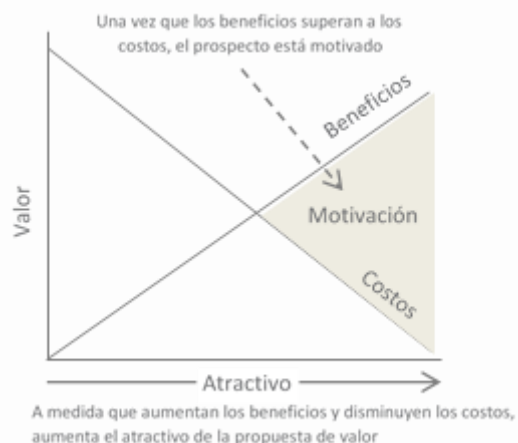 Una vez que los beneficios superan a los
costos, el prospecto está motivado
Beneficios
Valor
Motivación
Costos
Atractivo
A medida que aumentan los beneficios y disminuyen los costos,
aumenta el atractivo de la propuesta de valor